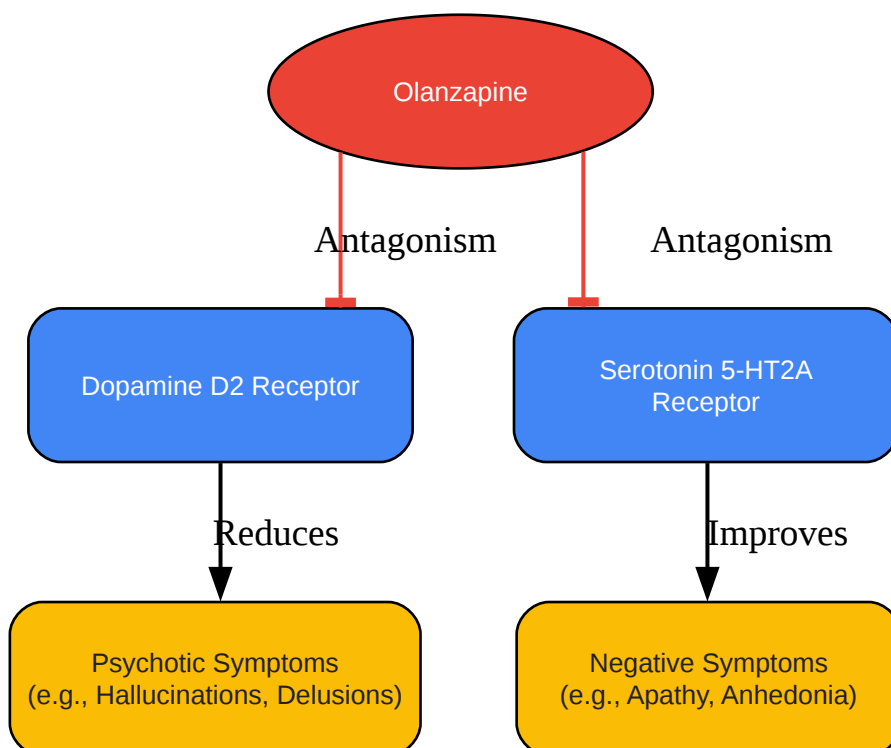 Olanzapine
Antagonism
Antagonism
Dopamine D2 Receptor
Serotonin 5-HT2A
Receptor
Reduces
Improves
Psychotic Symptoms
(e.g., Hallucinations, Delusions)
Negative Symptoms
(e.g., Apathy, Anhedonia)